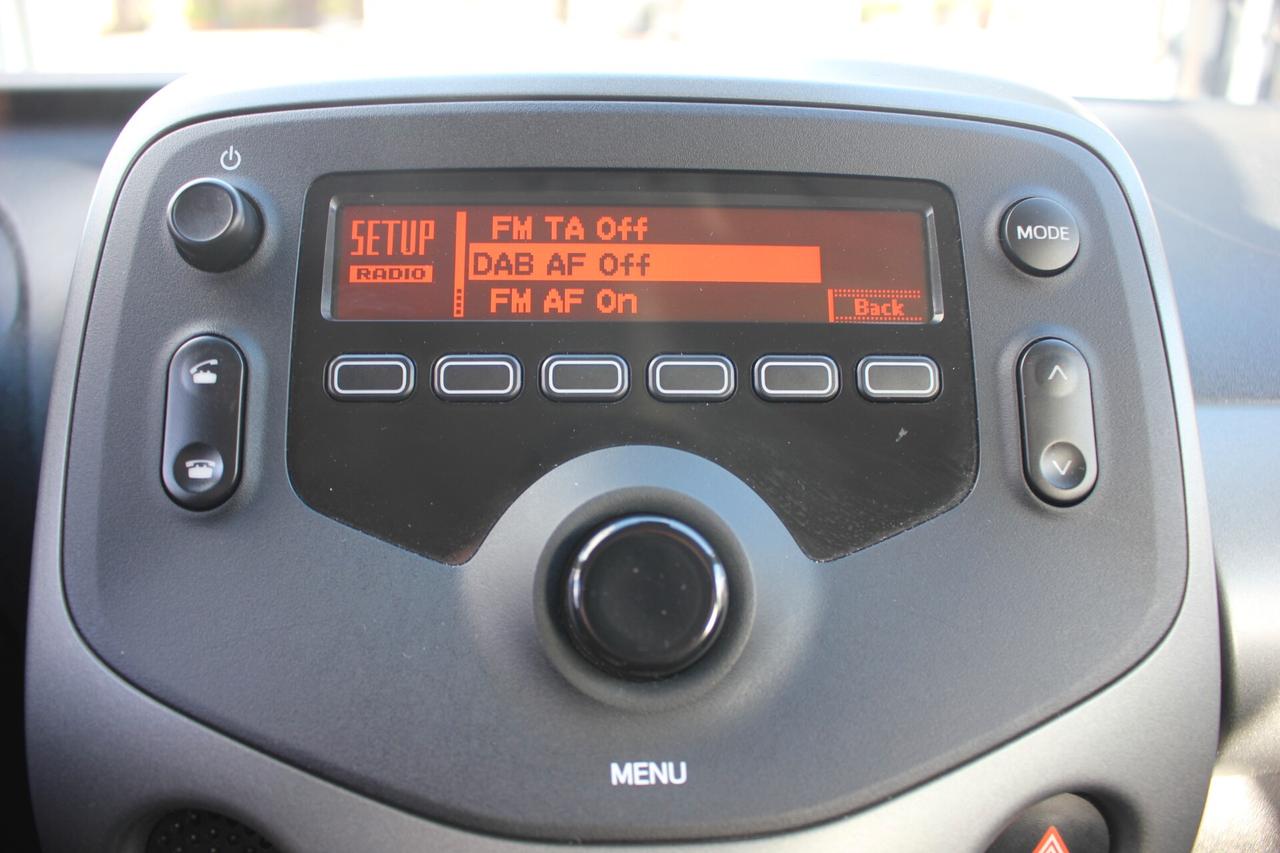 SETUP
RADIO
FM TA Off
DAB AF Off
FM AF On
Back
MODE
MENU